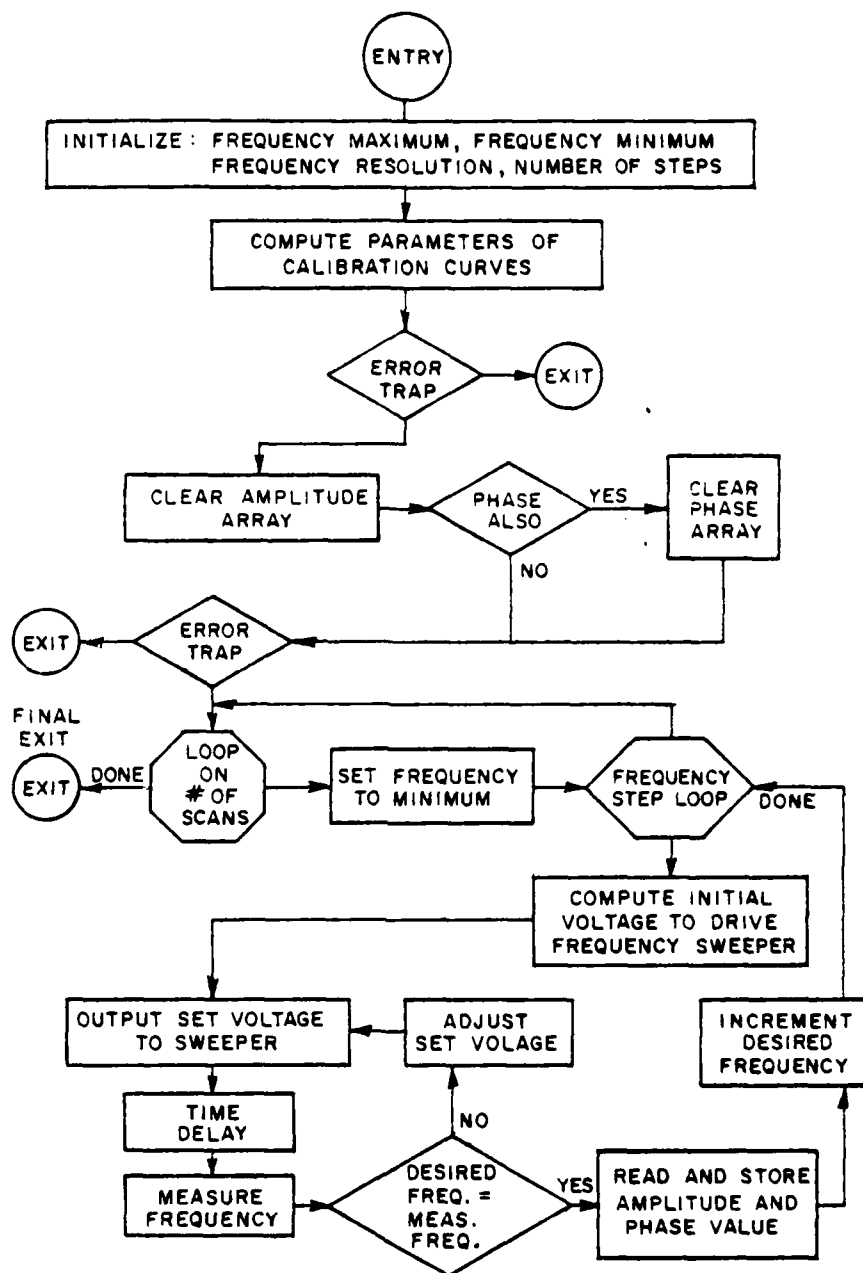 ENTRY
INITIALIZE : FREQUENCY MAXIMUM, FREQUENCY MINIMUM
FREQUENCY RESOLUTION, NUMBER OF STEPS
COMPUTE PARAMETERS OF
CALIBRATION CURVES
ERROR
TRAP
EXIT
CLEAR AMPLITUDE
ARRAY
PHASE
ALSO
YES
CLEAR
PHASE
ARRAY
NO
EXIT
ERROR
TRAP
FINAL
EXIT
EXIT
DONE
LOOP
ON
# OF
SCANS
SET FREQUENCY
TO MINIMUM
FREQUENCY
STEP LOOP
DONE
COMPUTE INITIAL
VOLTAGE TO DRIVE
FREQUENCY SWEEPER
OUTPUT SET VOLTAGE
TO SWEEPER
ADJUST
SET VOLAGE
INCREMENT
DESIRED
FREQUENCY
TIME
DELAY
NO
MEASURE
FREQUENCY
DESIRED
FREQ. =
MEAS.
FREQ.
YES
READ AND STORE
AMPLITUDE AND
PHASE VALUE